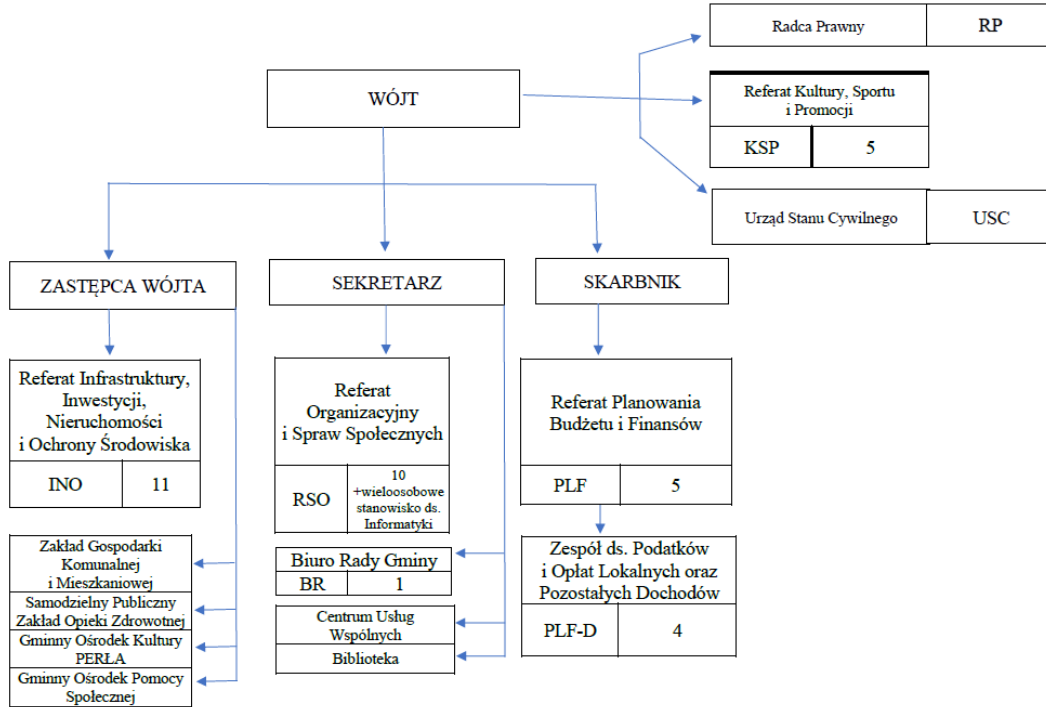 Radca Prawny RP
WÓJT
Referat Kultury, Sportu
i Promocji
KSP 5
Urząd Stanu Cywilnego USC
ZASTĘPCA WÓJTA
SEKRETARZ
SKARBNIK
Referat Infrastruktury,
Inwestycji,
Nieruchomości
i Ochrony Środowiska
INO 11
Zakład Gospodarki
Komunalnej
i Mieszkaniowej
Samodzielny Publiczny
Zakład Opieki Zdrowotnej
Gminny Ośrodek Kultury
PERŁA
Gminny Ośrodek Pomocy
Społecznej
Referat
Organizacyjny
i Spraw Społecznych
RSO
10
+wieloosobowe
stanowisko ds.
Informatyki
Biuro Rady Gminy
BR 1
Centrum Usług
Wspólnych
Biblioteka
Referat Planowania
Budżetu i Finansów
PLF 5
Zespół ds. Podatków
i Opłat Lokalnych oraz
Pozostałych Dochodów
PLF-D 4